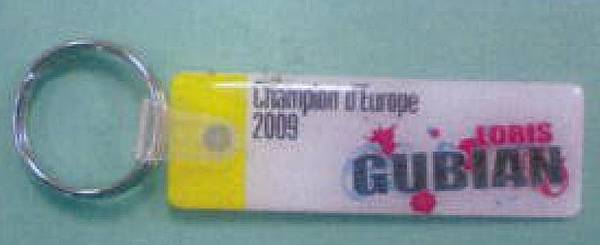 Champion d'Europe
2009
LORIS
GUBIAN